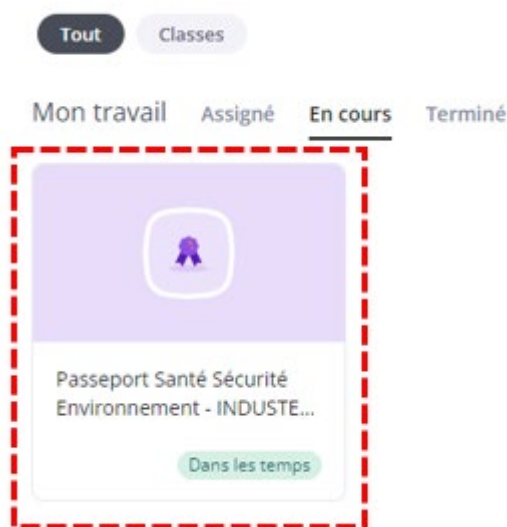 Tout Classes
Mon travail Assigné En cours Terminé
Passeport Santé Sécurité
Environnement - INDUSTE...
Dans les temps